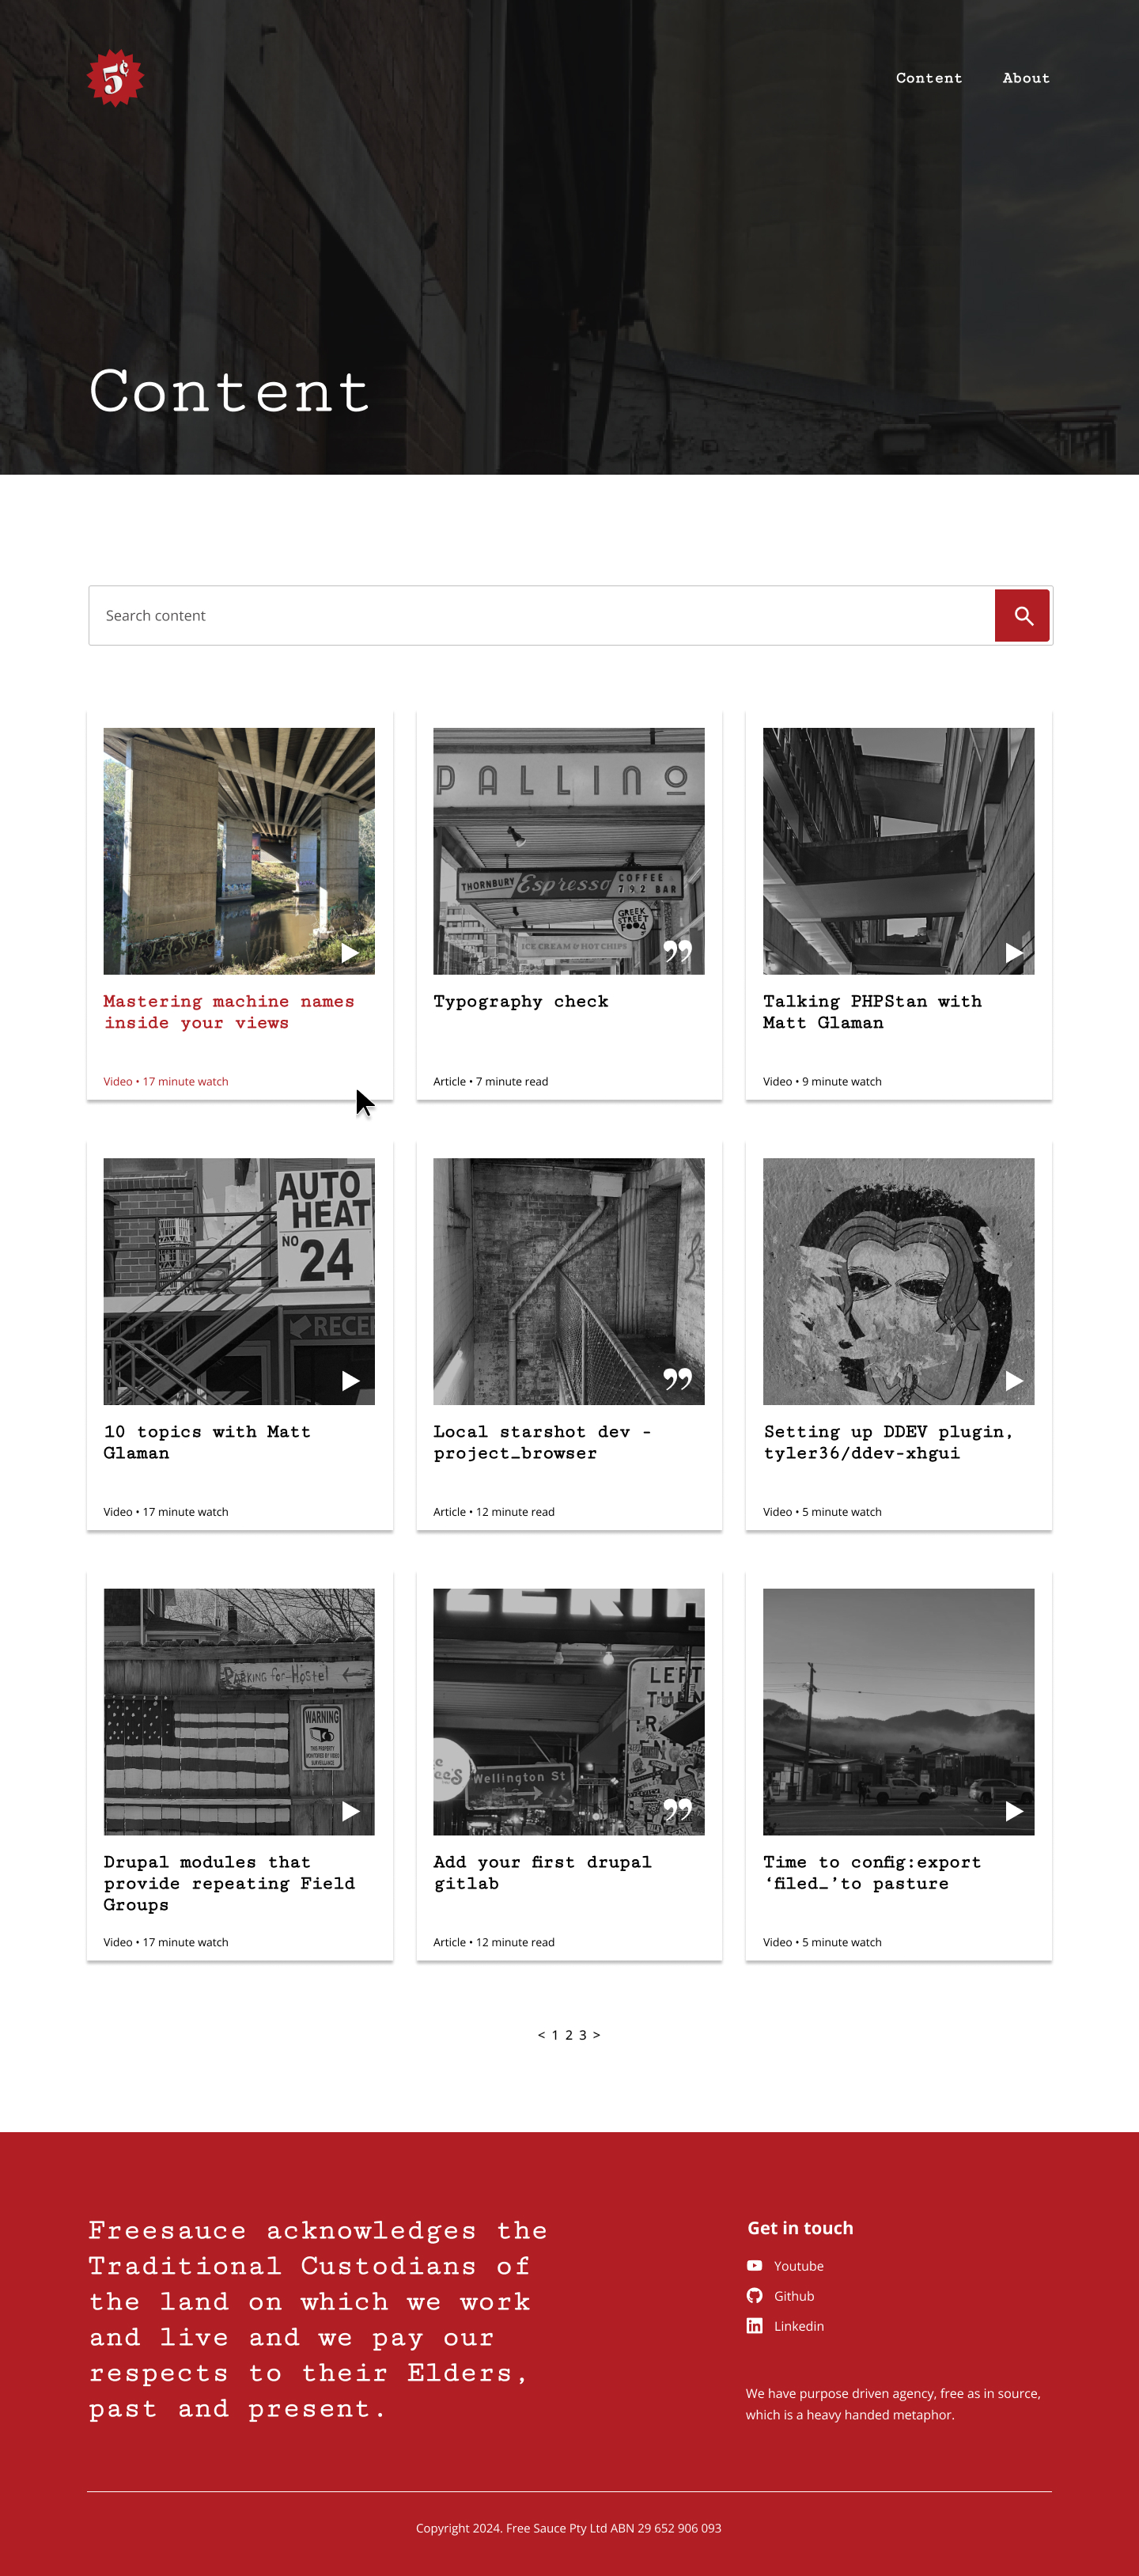 5¢
Content
About
Content
Search content
PALLINO
THORNBURY Espresso COFFEE
792 BAR
GREEK
STREET
FOOD
ICE CREAM & HOT CHIPS
Mastering machine names
inside your views
Video • 17 minute watch
Typography check
Article • 7 minute read
Talking PHPStan with
Matt Glaman
Video • 9 minute watch
AUTO
HEAT
NO 24
RECE
10 topics with Matt
Glaman
Video • 17 minute watch
Local starshot dev -
project_browser
Article • 12 minute read
Setting up DDEV plugin,
tyler36/ddev-xhgui
Video • 5 minute watch
PARKING for Hostel
WARNING
THIS PROPERTY
MONITORED BY VIDEO
SURVEILLANCE
LEFT
TURN
Wellington St
Drupal modules that
provide repeating Field
Groups
Video • 17 minute watch
Add your first drupal
gitlab
Article • 12 minute read
Time to config:export
‘filed_’to pasture
Video • 5 minute watch
< 1 2 3 >
Freesauce acknowledges the
Traditional Custodians of
the land on which we work
and live and we pay our
respects to their Elders,
past and present.
Get in touch
Youtube
Github
Linkedin
We have purpose driven agency, free as in source,
which is a heavy handed metaphor.
Copyright 2024. Free Sauce Pty Ltd ABN 29 652 906 093